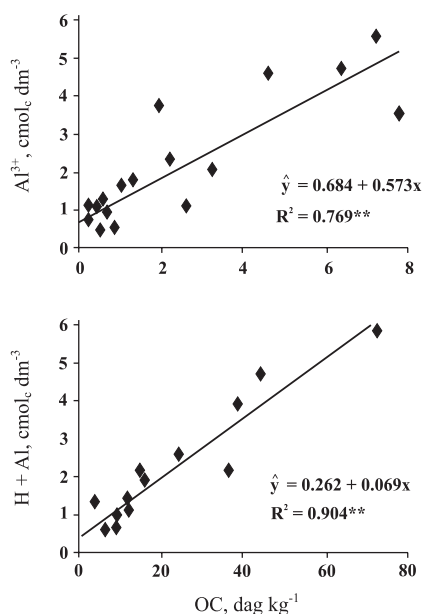 6
5
4
3
2
1
0
Al³⁺, cmol_c dm⁻³
ŷ = 0.684 + 0.573x
R² = 0.769**
0 2 4 6 8
6
5
4
3
2
1
0
H + Al, cmol_c dm⁻³
ŷ = 0.262 + 0.069x
R² = 0.904**
0 20 40 60 80
OC, dag kg⁻¹